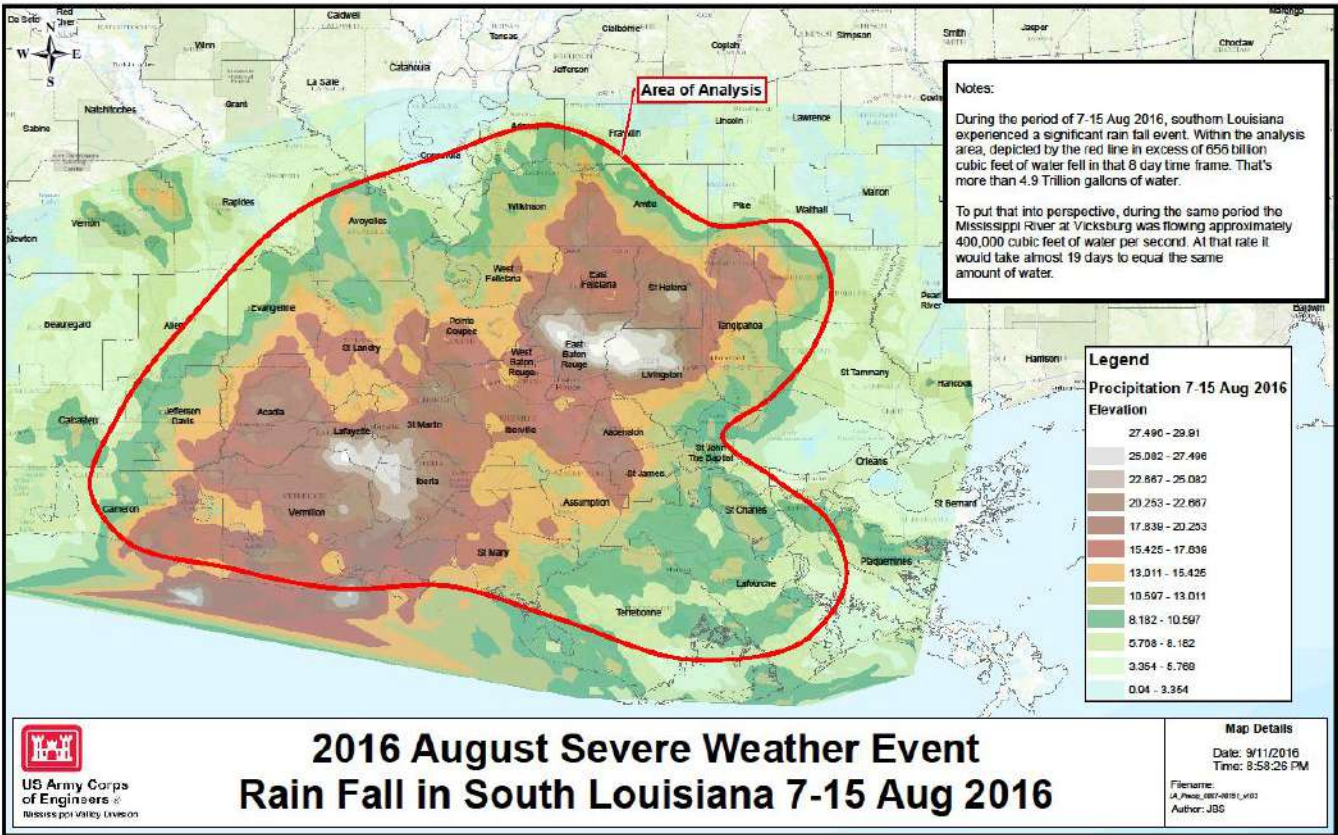 De Soto
Red River
Winn
Caldwell
Tensas
Claiborne
Copiah
Simpson
Smith
Jasper
Choctaw
N
W
E
S
Natchitoches
Grant
La Salle
Catahoula
Jefferson
Sabine
Area of Analysis
Franklin
Lincoln
Lawrence
Concordia
Vernon
Rapides
Avoyelles
Wilkinson
Amite
Pike
Walthall
Marion
Newton
Notes:
During the period of 7-15 Aug 2016, southern Louisiana
experienced a significant rain fall event. Within the analysis
area, depicted by the red line in excess of 656 billion
cubic feet of water fell in that 8 day time frame. That's
more than 4.9 Trillion gallons of water.
To put that into perspective, during the same period the
Mississippi River at Vicksburg was flowing approximately
400,000 cubic feet of water per second. At that rate it
would take almost 19 days to equal the same
amount of water.
West
Feliciana
East
Feliciana
St Helena
Pearl
River
Beauregard
Allen
Evangeline
Pointe
Coupee
Tangipahoa
St Landry
West
Baton
Rouge
East
Baton
Rouge
Livingston
St Tammany
Hancock
Harrison
Calcasieu
Jefferson
Davis
Acadia
Lafayette
St Martin
Iberville
Ascension
St John
The Baptist
Orleans
St James
Iberia
Cameron
Vermilion
Assumption
St Charles
St Bernard
St Mary
Plaquemines
Lafourche
Terrebonne
Legend
Precipitation 7-15 Aug 2016
Elevation
27.496 - 29.91
25.082 - 27.496
22.667 - 25.082
20.253 - 22.667
17.839 - 20.253
15.425 - 17.839
13.011 - 15.425
10.597 - 13.011
8.182 - 10.597
5.768 - 8.182
3.354 - 5.768
0.94 - 3.354
US Army Corps
of Engineers ®
Mississippi Valley Division
2016 August Severe Weather Event
Rain Fall in South Louisiana 7-15 Aug 2016
Map Details
Date: 9/11/2016
Time: 8:58:26 PM
Filename:
Author: JBS